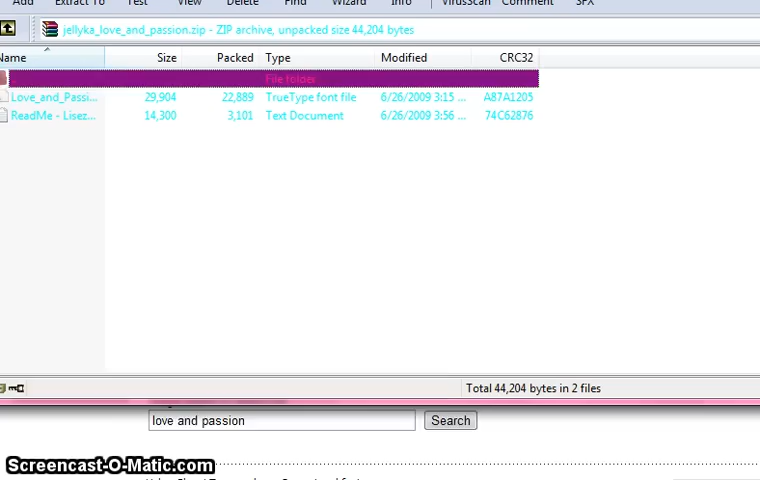 Add Extract To Test View Delete Find Wizard Info VirusScan Comment SFX
jellyka_love_and_passion.zip - ZIP archive, unpacked size 44,204 bytes
Name Size Packed Type Modified CRC32
.. File folder
Love_and_Passi... 29,904 22,889 TrueType font file 6/26/2009 3:15 ... A87A1205
ReadMe - Lisez... 14,300 3,101 Text Document 6/26/2009 3:56 ... 74C62876
Total 44,204 bytes in 2 files
love and passion Search
Screencast-O-Matic.com